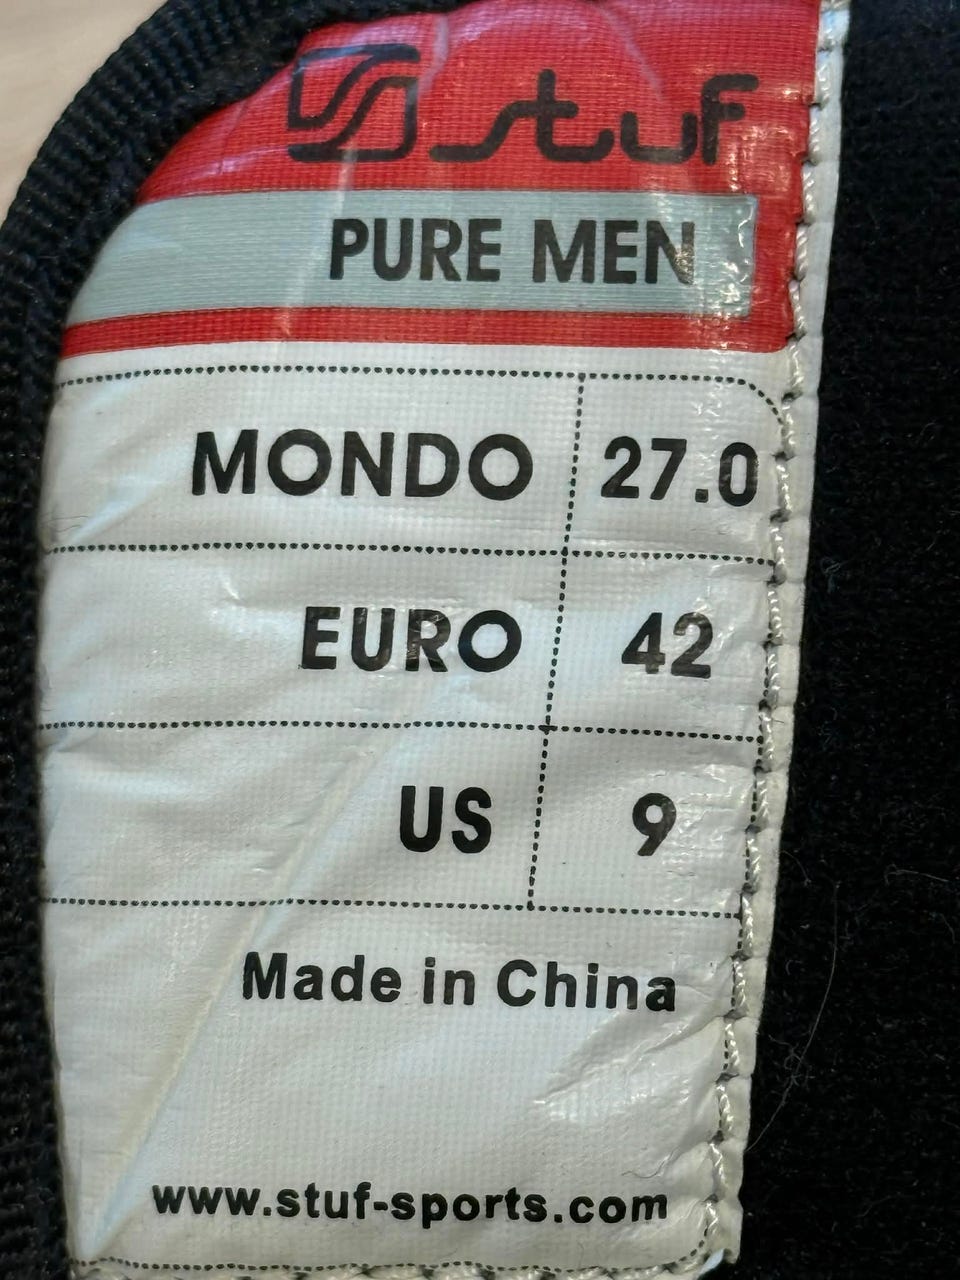 stuf
PURE MEN
MONDO 27.0
EURO 42
US 9
Made in China
www.stuf-sports.com